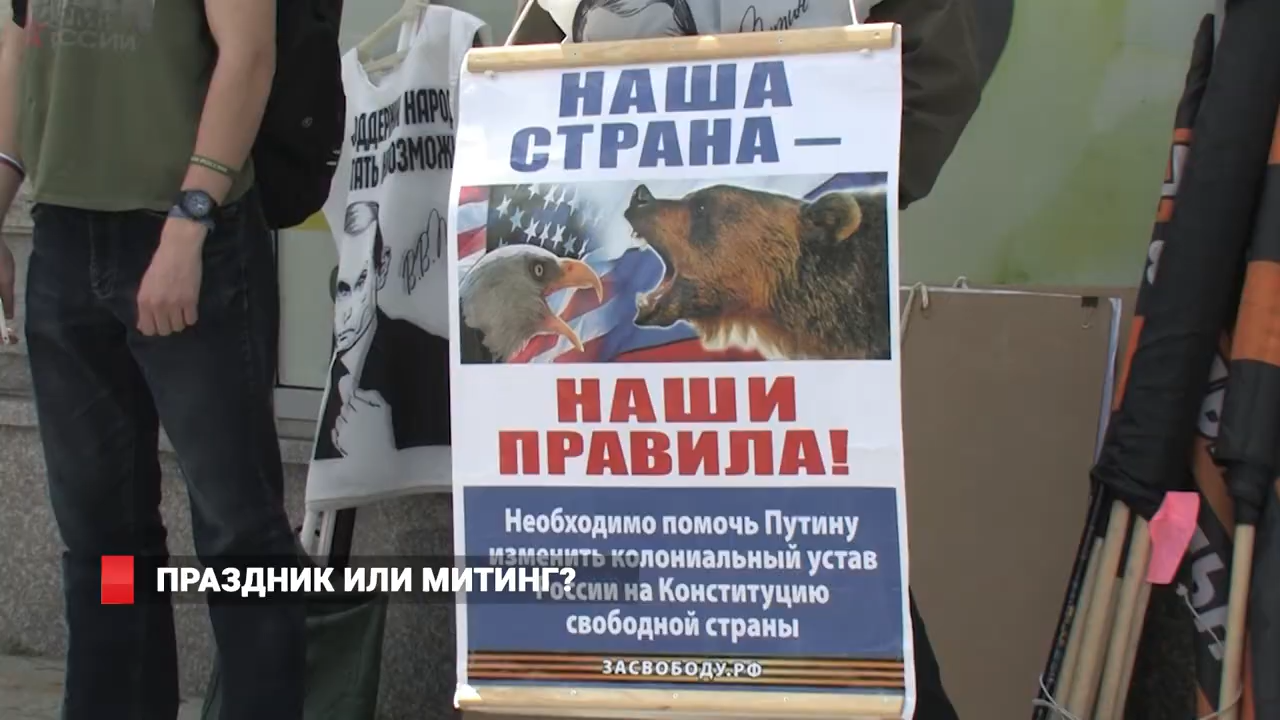 НАША
СТРАНА –
НАШИ
ПРАВИЛА!
Необходимо помочь Путину
изменить колониальный устав
России на Конституцию
свободной страны
ЗАСВОБОДУ.РФ
ПРАЗДНИК ИЛИ МИТИНГ?